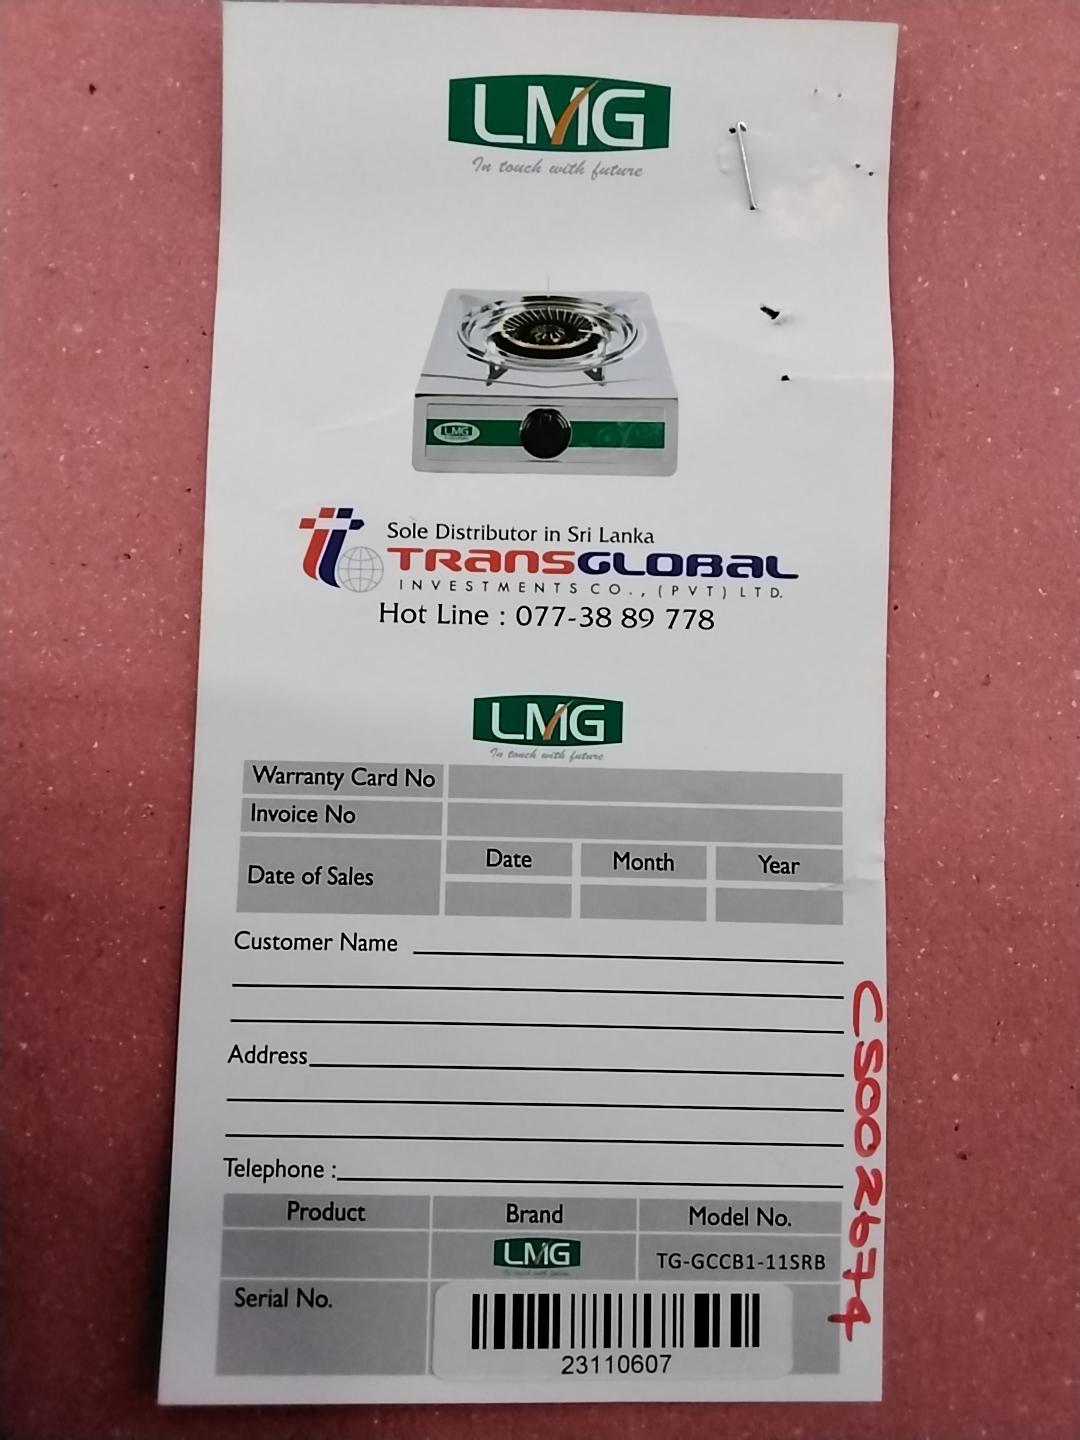 LMG
In touch with future
LMG
Sole Distributor in Sri Lanka
TRANSGLOBAL
INVESTMENTS CO., (PVT) LTD.
Hot Line : 077-38 89 778
LMG
In touch with future
Warranty Card No
Invoice No
Date of Sales
Date Month Year
Customer Name
Address
Telephone :
Product Brand Model No.
LMG TG-GCCB1-11SRB
Serial No.
23110607
CS002674